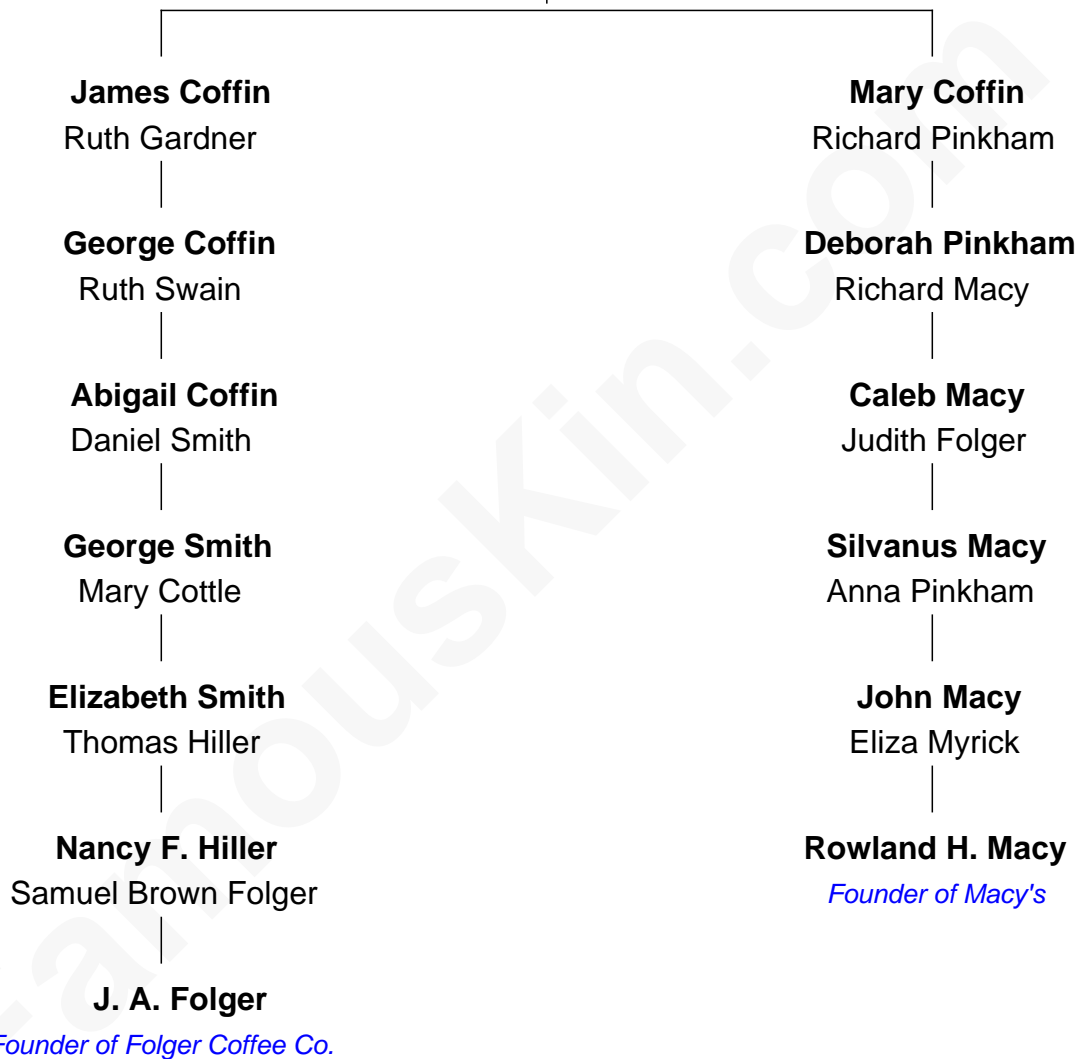 James Coffin
Ruth Gardner
George Coffin
Ruth Swain
Abigail Coffin
Daniel Smith
George Smith
Mary Cottle
Elizabeth Smith
Thomas Hiller
Nancy F. Hiller
Samuel Brown Folger
J. A. Folger
Founder of Folger Coffee Co.
Mary Coffin
Richard Pinkham
Deborah Pinkham
Richard Macy
Caleb Macy
Judith Folger
Silvanus Macy
Anna Pinkham
John Macy
Eliza Myrick
Rowland H. Macy
Founder of Macy's
-amouskin.com